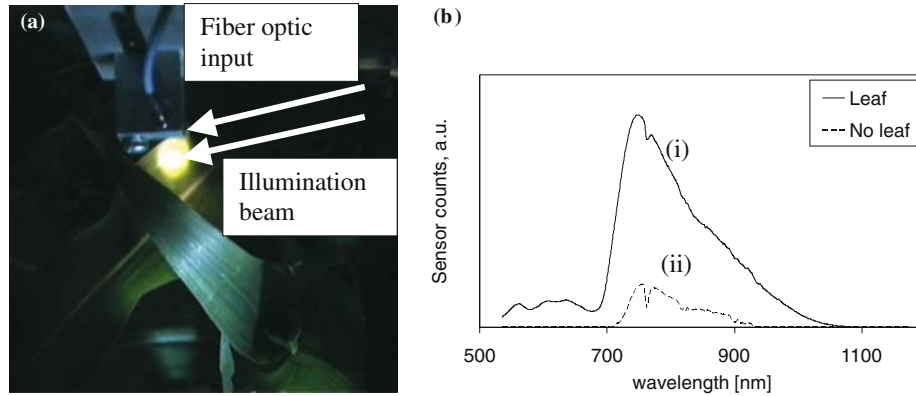 (a)
Fiber optic
input
Illumination
beam
(b)
Sensor counts, a.u.
Leaf
No leaf
(i)
(ii)
500 700 900 1100
wavelength [nm]